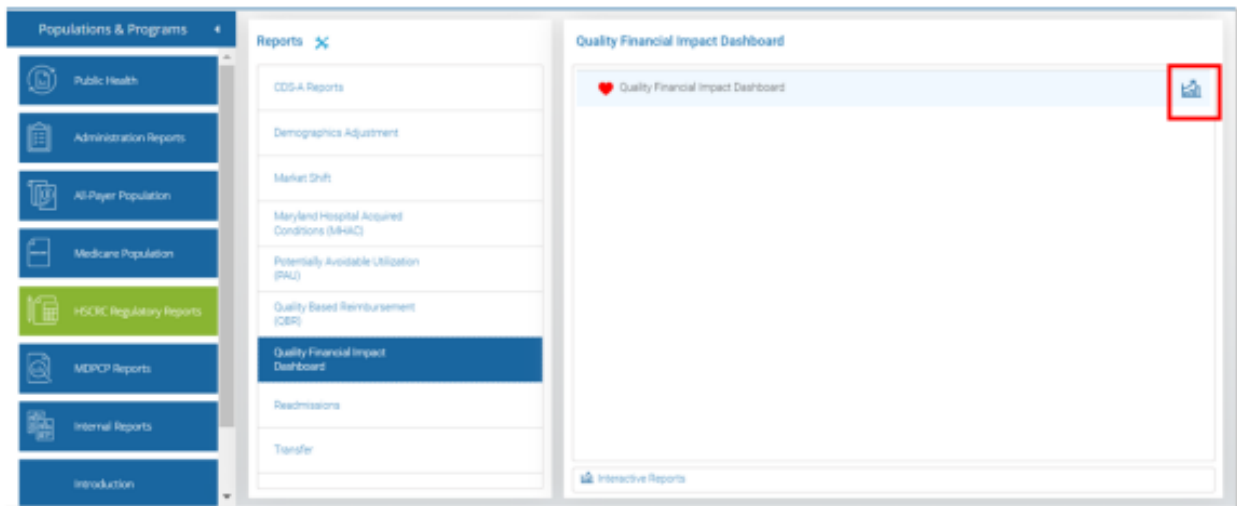 Populations & Programs
Public Health
Administration Reports
All-Payer Population
Medicare Population
HSCRC Regulatory Reports
MDPCP Reports
Internal Reports
Introduction
Reports
CDS-A Reports
Demographics Adjustment
Market Shift
Maryland Hospital Acquired
Conditions (MHAC)
Potentially Avoidable Utilization
(PAU)
Quality Based Reimbursement
(QBR)
Quality Financial Impact
Dashboard
Readmissions
Transfer
Quality Financial Impact Dashboard
Quality Financial Impact Dashboard
Interactive Reports